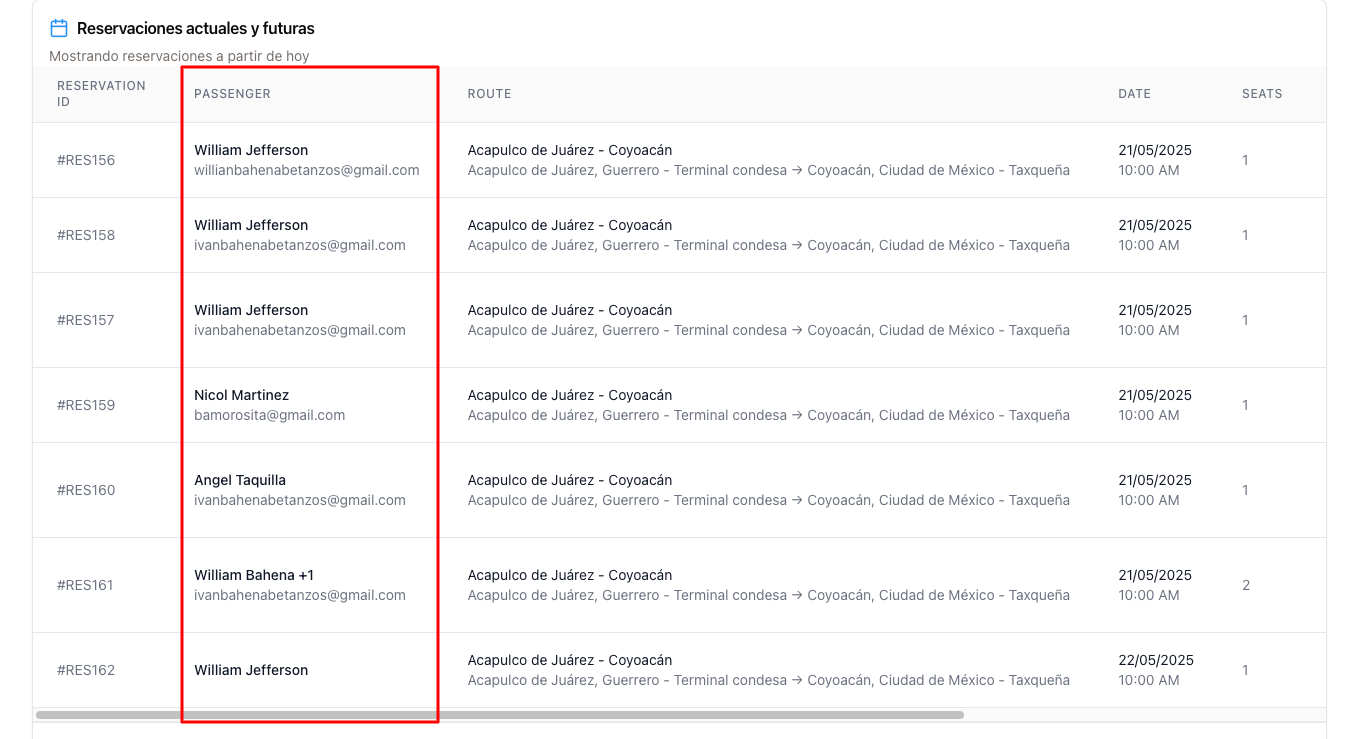 Reservaciones actuales y futuras
Mostrando reservaciones a partir de hoy
RESERVATION ID PASSENGER ROUTE DATE SEATS
#RES156 William Jefferson Acapulco de Juárez - Coyoacán 21/05/2025 1
willianbahenabetanzos@gmail.com Acapulco de Juárez, Guerrero - Terminal condesa → Coyoacán, Ciudad de México - Taxqueña 10:00 AM
#RES158 William Jefferson Acapulco de Juárez - Coyoacán 21/05/2025 1
ivanbahenabetanzos@gmail.com Acapulco de Juárez, Guerrero - Terminal condesa → Coyoacán, Ciudad de México - Taxqueña 10:00 AM
#RES157 William Jefferson Acapulco de Juárez - Coyoacán 21/05/2025 1
ivanbahenabetanzos@gmail.com Acapulco de Juárez, Guerrero - Terminal condesa → Coyoacán, Ciudad de México - Taxqueña 10:00 AM
#RES159 Nicol Martinez Acapulco de Juárez - Coyoacán 21/05/2025 1
bamorosita@gmail.com Acapulco de Juárez, Guerrero - Terminal condesa → Coyoacán, Ciudad de México - Taxqueña 10:00 AM
#RES160 Angel Taquilla Acapulco de Juárez - Coyoacán 21/05/2025 1
ivanbahenabetanzos@gmail.com Acapulco de Juárez, Guerrero - Terminal condesa → Coyoacán, Ciudad de México - Taxqueña 10:00 AM
#RES161 William Bahena +1 Acapulco de Juárez - Coyoacán 21/05/2025 2
ivanbahenabetanzos@gmail.com Acapulco de Juárez, Guerrero - Terminal condesa → Coyoacán, Ciudad de México - Taxqueña 10:00 AM
#RES162 William Jefferson Acapulco de Juárez - Coyoacán 22/05/2025 1
Acapulco de Juárez, Guerrero - Terminal condesa → Coyoacán, Ciudad de México - Taxqueña 10:00 AM